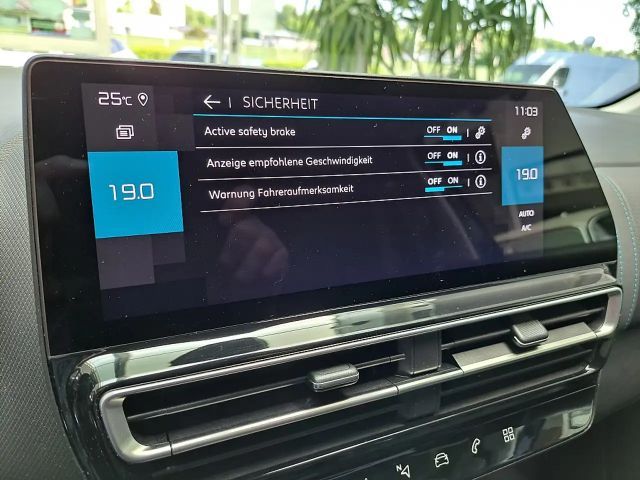 25°C
SICHERHEIT
11:03
Active safety brake OFF ON
Anzeige empfohlene Geschwindigkeit OFF ON
Warnung Fahreraufmerksamkeit OFF ON
19.0
19.0
AUTO
A/C
N